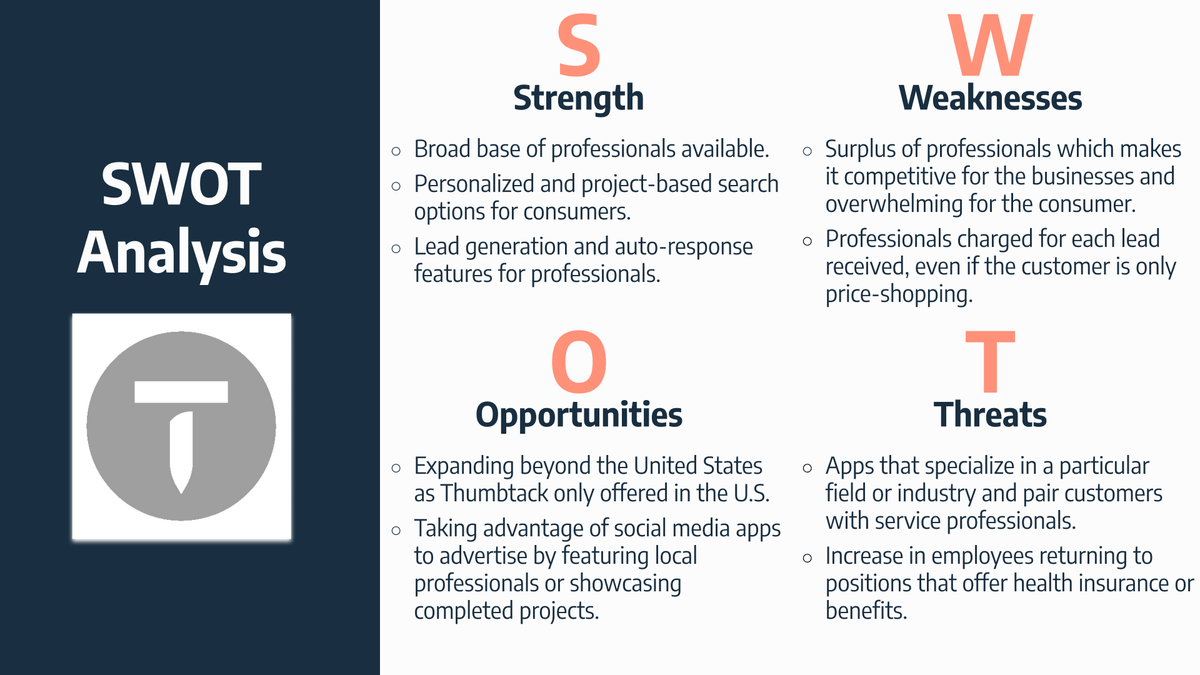 SWOT
Analysis
S
Strength
○ Broad base of professionals available.
○ Personalized and project-based search
options for consumers.
○ Lead generation and auto-response
features for professionals.
W
Weaknesses
○ Surplus of professionals which makes
it competitive for the businesses and
overwhelming for the consumer.
○ Professionals charged for each lead
received, even if the customer is only
price-shopping.
O
Opportunities
○ Expanding beyond the United States
as Thumbtack only offered in the U.S.
○ Taking advantage of social media apps
to advertise by featuring local
professionals or showcasing
completed projects.
T
Threats
○ Apps that specialize in a particular
field or industry and pair customers
with service professionals.
○ Increase in employees returning to
positions that offer health insurance or
benefits.